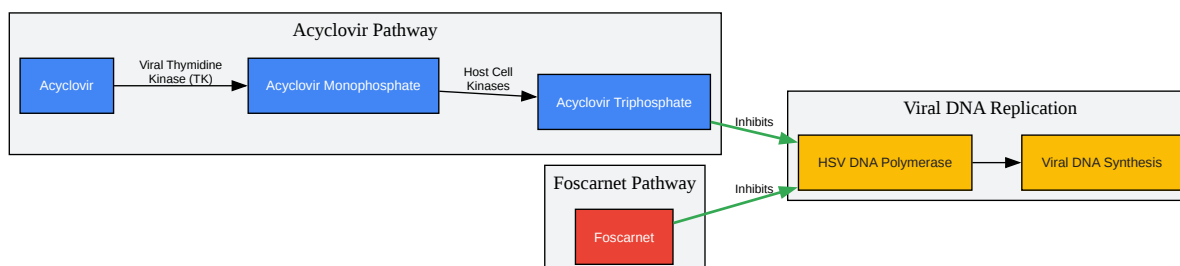 Acyclovir Pathway
Acyclovir
Viral Thymidine
Kinase (TK)
Acyclovir Monophosphate
Host Cell
Kinases
Acyclovir Triphosphate
Inhibits
Viral DNA Replication
HSV DNA Polymerase
Viral DNA Synthesis
Foscarnet Pathway
Foscarnet
Inhibits